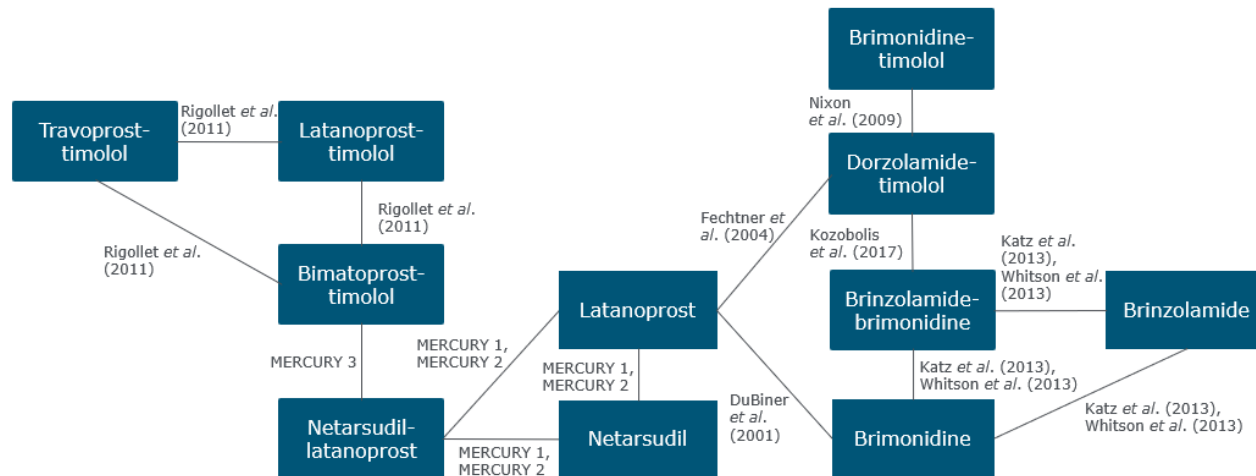 Brimonidine-
timolol
Rigollet et al.
(2011)
Nixon
et al. (2009)
Travoprost-
timolol
Latanoprost-
timolol
Dorzolamide-
timolol
Rigollet et al.
(2011)
Fechtner et
al. (2004)
Rigollet et al.
(2011)
Kozobolis
et al. (2017)
Katz et al.
(2013),
Whitson et al.
(2013)
Bimatoprost-
timolol
Latanoprost
Brinzolamide-
brimonidine
Brinzolamide
MERCURY 3
MERCURY 1,
MERCURY 2
MERCURY 1,
MERCURY 2
Katz et al. (2013),
Whitson et al. (2013)
DuBiner
et al.
(2001)
Katz et al. (2013),
Whitson et al. (2013)
Netarsudil-
latanoprost
MERCURY 1,
MERCURY 2
Netarsudil
Brimonidine